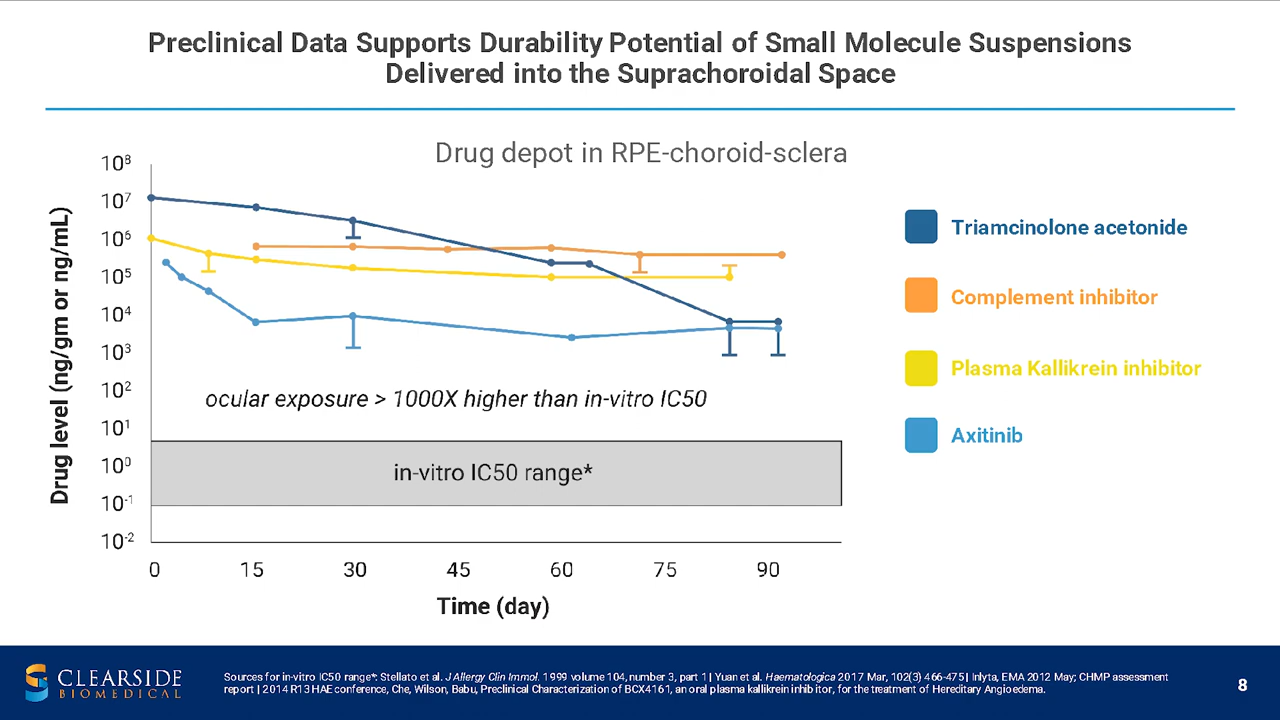 Preclinical Data Supports Durability Potential of Small Molecule Suspensions
Delivered into the Suprachoroidal Space
Drug depot in RPE-choroid-sclera
Drug level (ng/gm or ng/mL)
10⁸
10⁷
10⁶
10⁵
10⁴
10³
10²
10¹
10⁰
10⁻¹
10⁻²
ocular exposure > 1000X higher than in-vitro IC50
in-vitro IC50 range*
0 15 30 45 60 75 90
Time (day)
Triamcinolone acetonide
Complement inhibitor
Plasma Kallikrein inhibitor
Axitinib
CLEARSIDE
BIOMEDICAL
Sources for in-vitro IC50 range*: Stellato et al. J Allergy Clin Immol. 1999 volume 104, number 3, part 1 | Yuan et al. Haematologica 2017 Mar, 102(3) 466-475 | Inlyta, EMA 2012 May; CHMP assessment
report | 2014 R13 HAE conference, Che, Wilson, Babu, Preclinical Characterization of BCX4161, an oral plasma kallikrein inhibitor, for the treatment of Hereditary Angioedema.
8